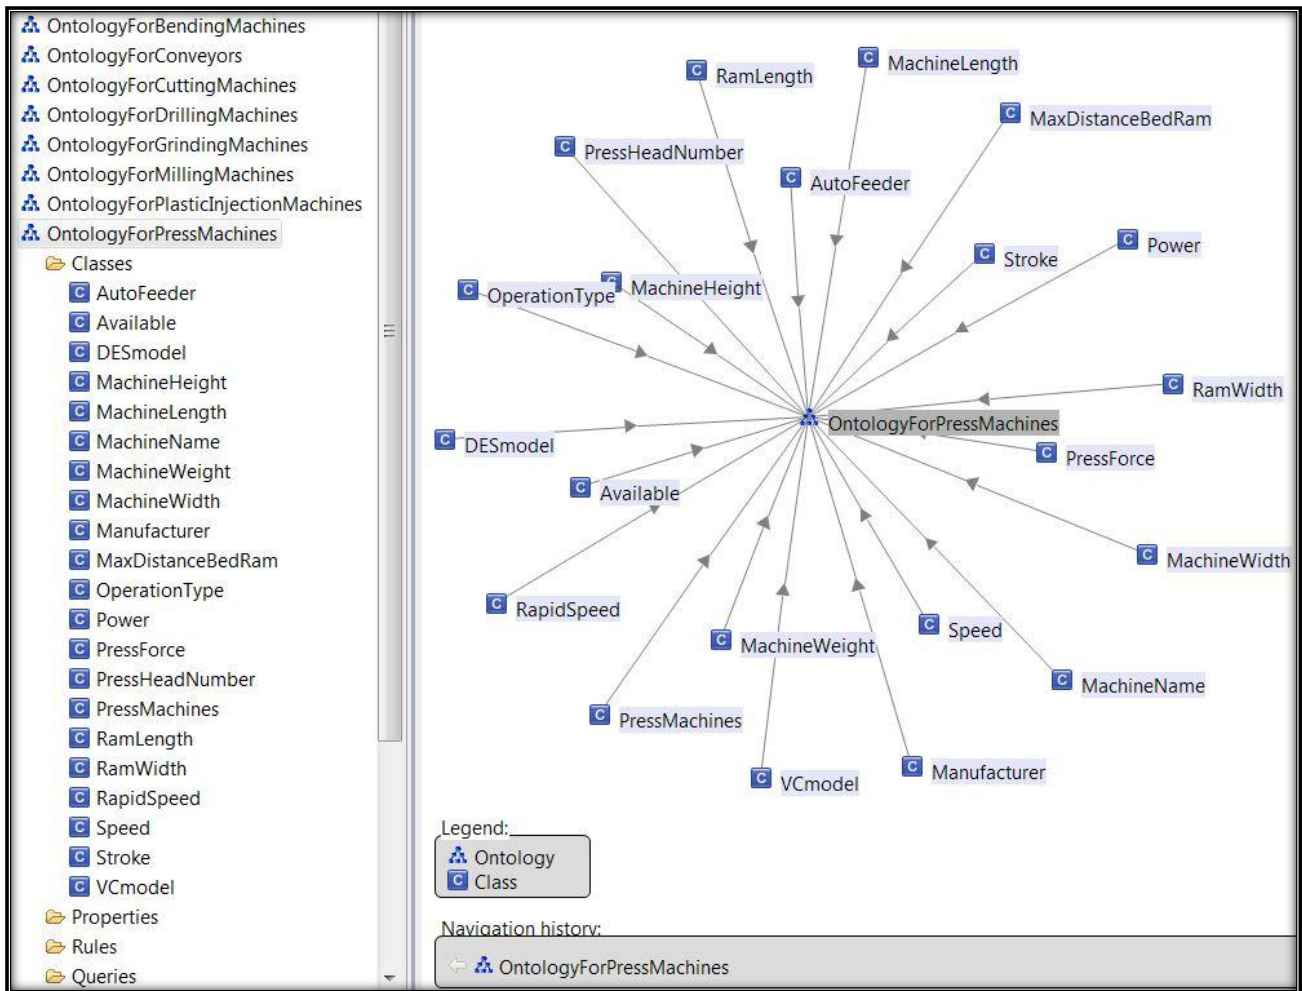 OntologyForBendingMachines
OntologyForConveyors
OntologyForCuttingMachines
OntologyForDrillingMachines
OntologyForGrindingMachines
OntologyForMillingMachines
OntologyForPlasticInjectionMachines
OntologyForPressMachines
Classes
C AutoFeeder
C Available
C DESmodel
C MachineHeight
C MachineLength
C MachineName
C MachineWeight
C MachineWidth
C Manufacturer
C MaxDistanceBedRam
C OperationType
C Power
C PressForce
C PressHeadNumber
C PressMachines
C RamLength
C RamWidth
C RapidSpeed
C Speed
C Stroke
C VCmodel
Properties
Rules
Queries
C MachineLength
C RamLength
C MaxDistanceBedRam
C PressHeadNumber
C AutoFeeder
C Power
C Stroke
C MachineHeight
C OperationType
C RamWidth
OntologyForPressMachines
C DESmodel
C PressForce
C Available
C MachineWidth
C RapidSpeed
C Speed
C MachineWeight
C MachineName
C PressMachines
C Manufacturer
C VCmodel
Legend:
Ontology
C Class
Navigation history:
OntologyForPressMachines